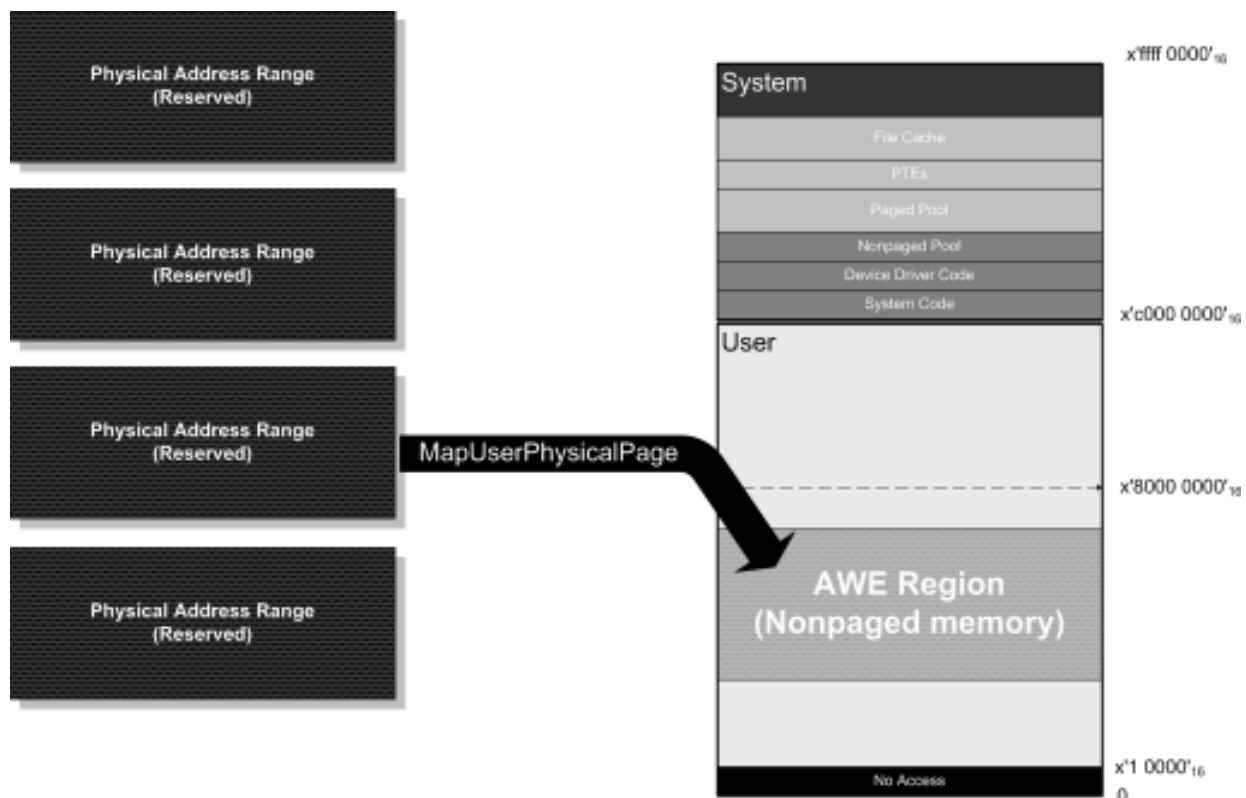 Physical Address Range
(Reserved)
Physical Address Range
(Reserved)
Physical Address Range
(Reserved)
Physical Address Range
(Reserved)
MapUserPhysicalPage
x'ffff 0000'16
System
File Cache
PTEs
Paged Pool
Nonpaged Pool
Device Driver Code
System Code
x'c000 0000'16
User
x'8000 0000'16
AWE Region
(Nonpaged memory)
x'1 0000'16
No Access
0